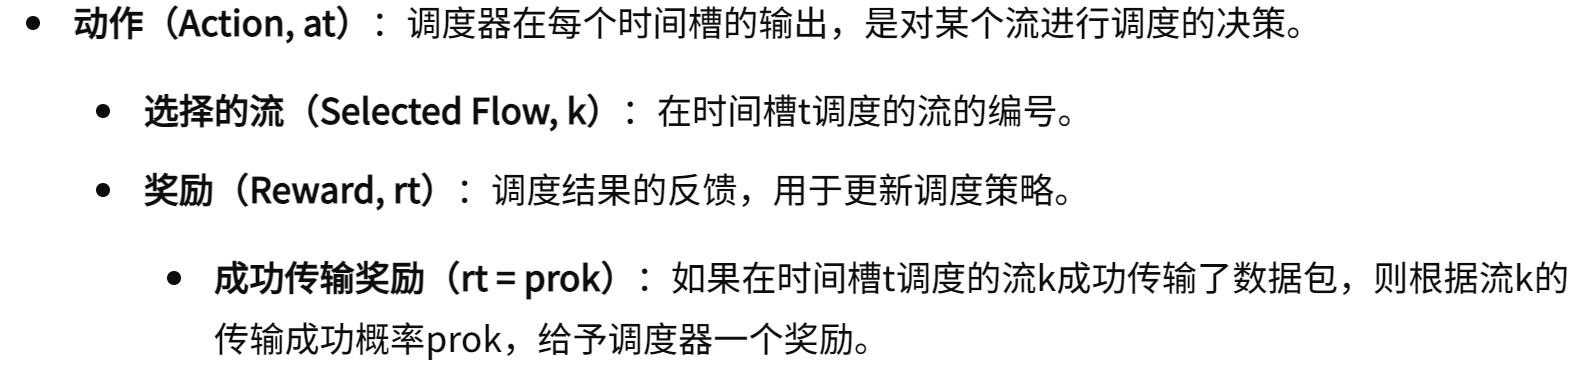 • 动作（Action, at）：调度器在每个时间槽的输出，是对某个流进行调度的决策。
• 选择的流（Selected Flow, k）：在时间槽t调度的流的编号。
• 奖励（Reward, rt）：调度结果的反馈，用于更新调度策略。
• 成功传输奖励（rt = prok）：如果在时间槽t调度的流k成功传输了数据包，则根据流k的
传输成功概率prok，给予调度器一个奖励。